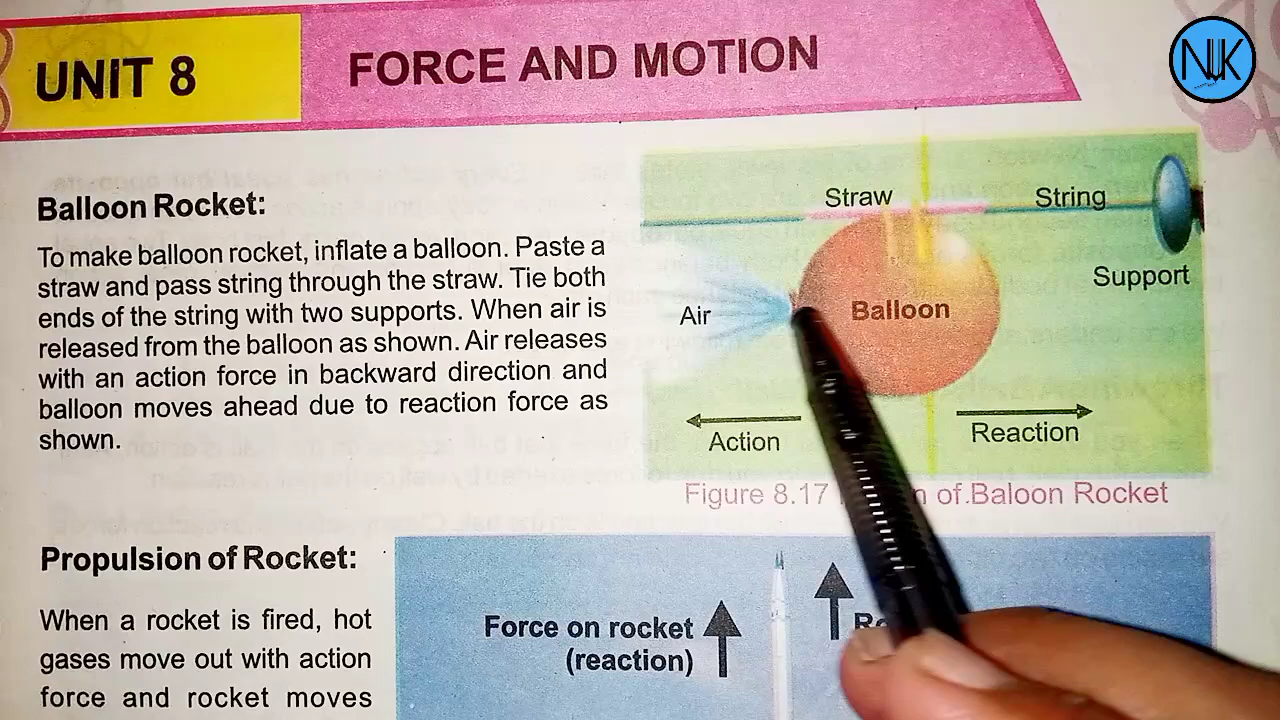 UNIT 8
FORCE AND MOTION
NUK
Balloon Rocket:
To make balloon rocket, inflate a balloon. Paste a
straw and pass string through the straw. Tie both
ends of the string with two supports. When air is
released from the balloon as shown. Air releases
with an action force in backward direction and
balloon moves ahead due to reaction force as
shown.
Straw
String
Support
Air
Balloon
Action
Reaction
Figure 8.17 of Baloon Rocket
Propulsion of Rocket:
When a rocket is fired, hot
gases move out with action
force and rocket moves
Force on rocket
(reaction)